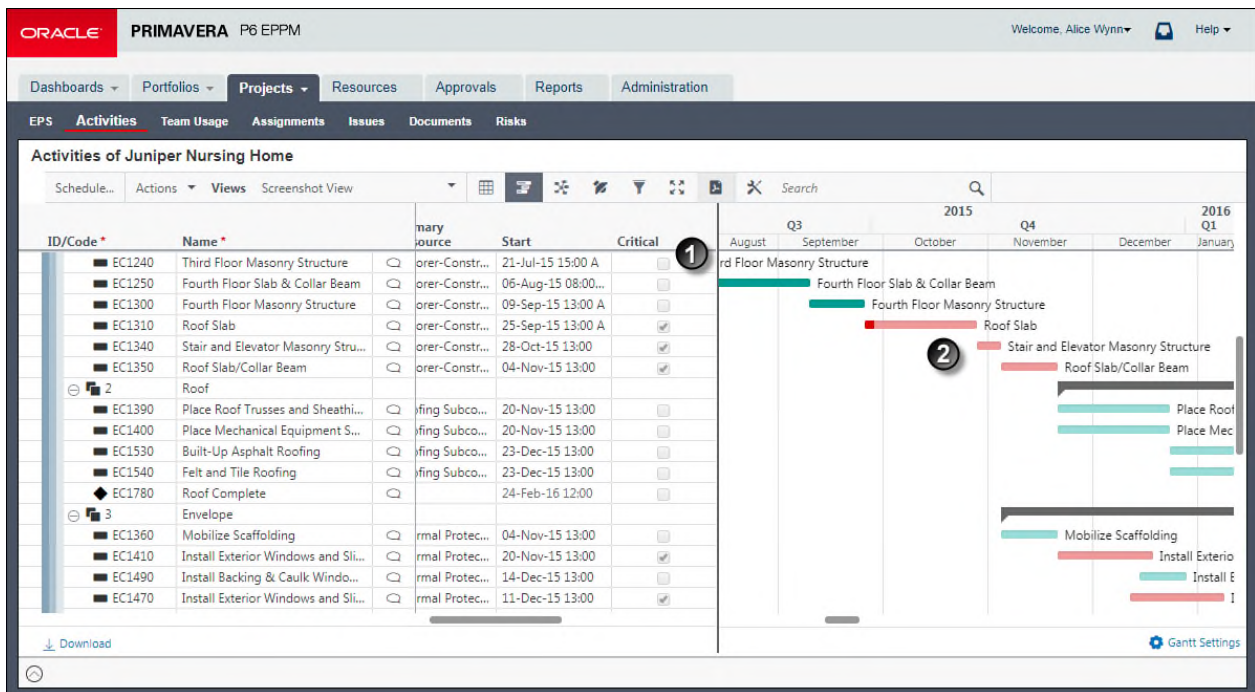 ORACLE PRIMAVERA P6 EPPM Welcome, Alice Wynn Help
Dashboards Portfolios Projects Resources Approvals Reports Administration
EPS Activities Team Usage Assignments Issues Documents Risks
Activities of Juniper Nursing Home
Schedule... Actions Views Screenshot View Search
2015 2016
Q3 Q4 Q1
mary
ource
ID/Code * Name * Start Critical August September October November December January
1
EC1240 Third Floor Masonry Structure orer-Constr... 21-Jul-15 15:00 A rd Floor Masonry Structure
EC1250 Fourth Floor Slab & Collar Beam orer-Constr... 06-Aug-15 08:00... Fourth Floor Slab & Collar Beam
EC1300 Fourth Floor Masonry Structure orer-Constr... 09-Sep-15 13:00 A Fourth Floor Masonry Structure
EC1310 Roof Slab orer-Constr... 25-Sep-15 13:00 A Roof Slab
EC1340 Stair and Elevator Masonry Stru... orer-Constr... 28-Oct-15 13:00 2 Stair and Elevator Masonry Structure
EC1350 Roof Slab/Collar Beam orer-Constr... 04-Nov-15 13:00 Roof Slab/Collar Beam
2 Roof
EC1390 Place Roof Trusses and Sheathi... ofing Subco... 20-Nov-15 13:00 Place Roof
EC1400 Place Mechanical Equipment S... ofing Subco... 20-Nov-15 13:00 Place Mec
EC1530 Built-Up Asphalt Roofing ofing Subco... 23-Dec-15 13:00
EC1540 Felt and Tile Roofing ofing Subco... 23-Dec-15 13:00
EC1780 Roof Complete 24-Feb-16 12:00
3 Envelope
EC1360 Mobilize Scaffolding rmal Protec... 04-Nov-15 13:00 Mobilize Scaffolding
EC1410 Install Exterior Windows and Sli... rmal Protec... 20-Nov-15 13:00 Install Exterio
EC1490 Install Backing & Caulk Windo... rmal Protec... 14-Dec-15 13:00 Install E
EC1470 Install Exterior Windows and Sli... rmal Protec... 11-Dec-15 13:00 I
Download Gantt Settings